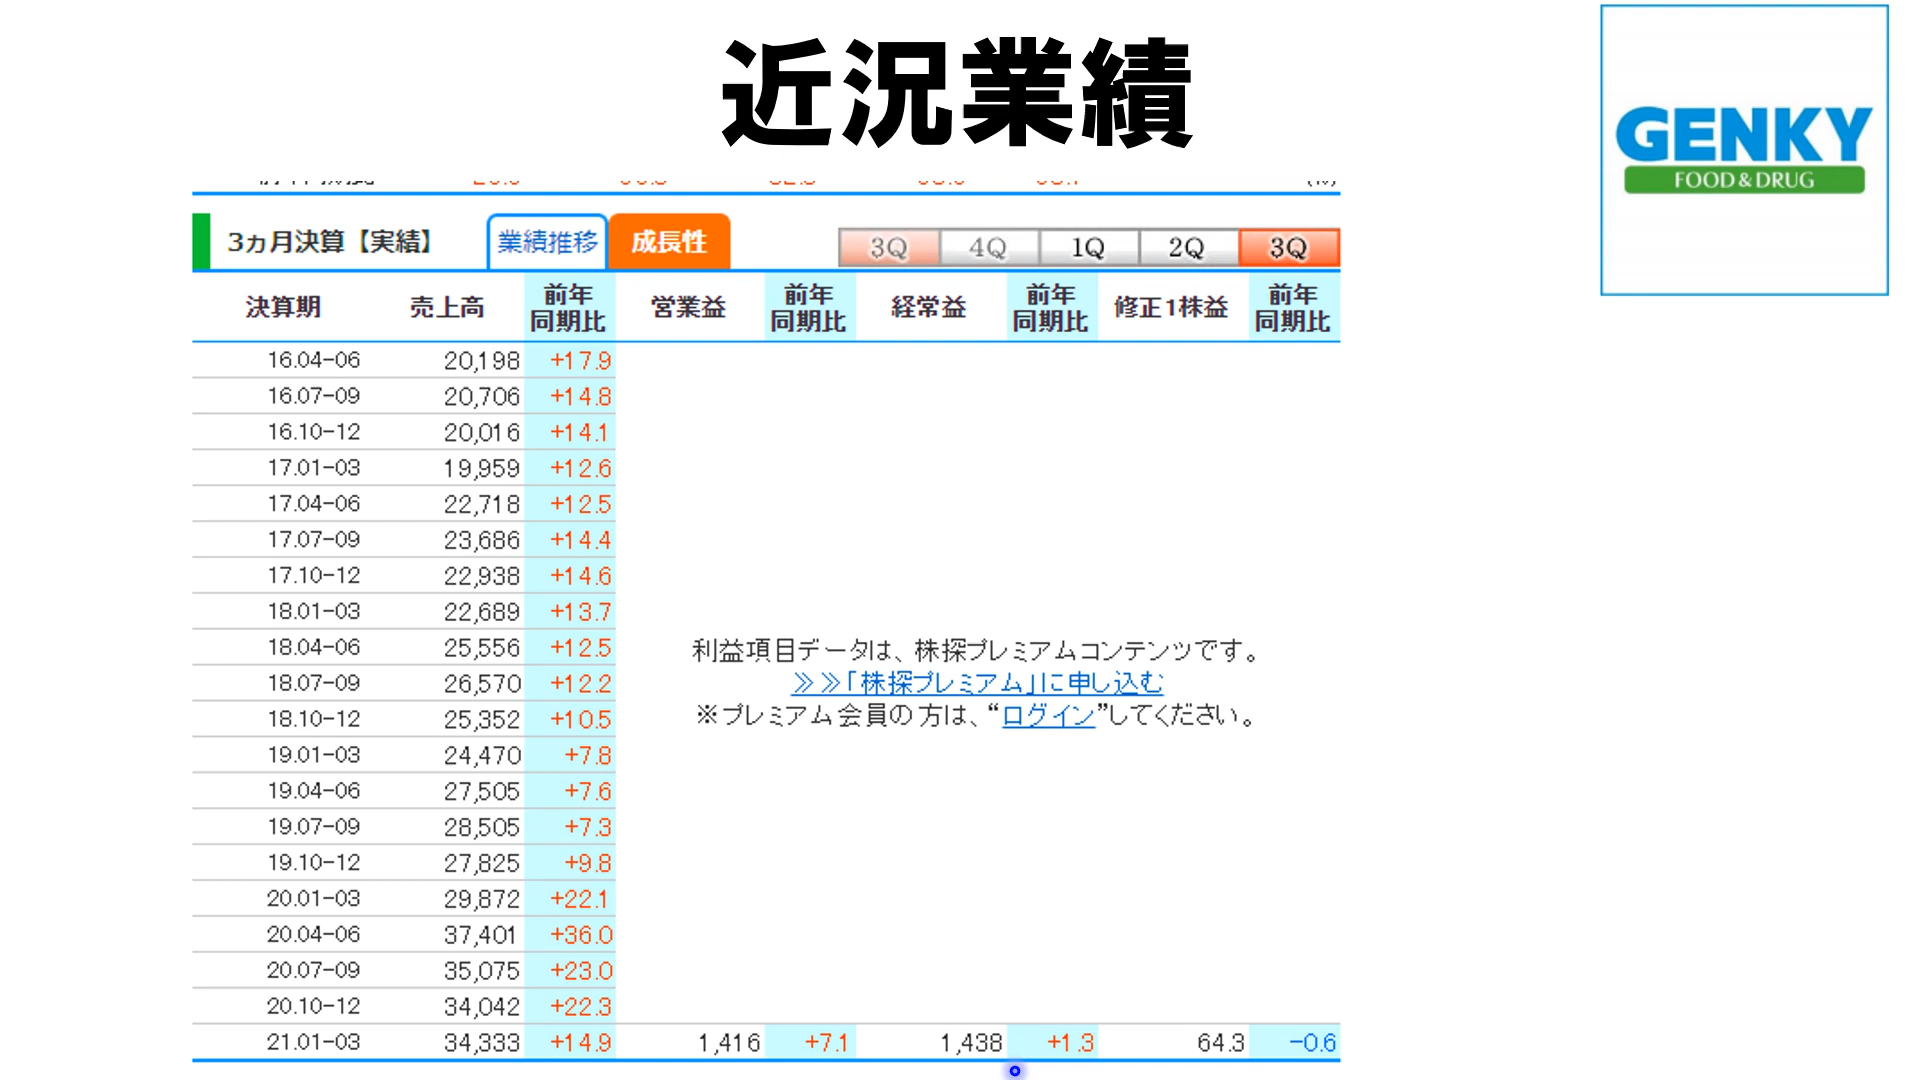 近況業績
GENKY
FOOD&DRUG
3ヵ月決算【実績】 業績推移 成長性 3Q 4Q 1Q 2Q 3Q
決算期 売上高 前年同期比 営業益 前年同期比 経常益 前年同期比 修正1株益 前年同期比
16.04-06 20,198 +17.9
16.07-09 20,706 +14.8
16.10-12 20,016 +14.1
17.01-03 19,959 +12.6
17.04-06 22,718 +12.5
17.07-09 23,686 +14.4
17.10-12 22,938 +14.6
18.01-03 22,689 +13.7
18.04-06 25,556 +12.5
18.07-09 26,570 +12.2
18.10-12 25,352 +10.5
19.01-03 24,470 +7.8
19.04-06 27,505 +7.6
19.07-09 28,505 +7.3
19.10-12 27,825 +9.8
20.01-03 29,872 +22.1
20.04-06 37,401 +36.0
20.07-09 35,075 +23.0
20.10-12 34,042 +22.3
21.01-03 34,333 +14.9 1,416 +7.1 1,438 +1.3 64.3 -0.6
利益項目データは、株探プレミアムコンテンツです。
≫≫「株探プレミアム」に申し込む
※プレミアム会員の方は、“ログイン”してください。